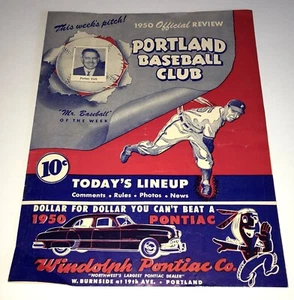 This week's pitch!
1950 Official REVIEW
PORTLAND
BASEBALL
CLUB
"Mr. Baseball"
OF THE WEEK
10¢
TODAY'S LINEUP
Comments • Rules • Photos • News
DOLLAR FOR DOLLAR YOU CAN'T BEAT A
1950 PONTIAC
Windolph Pontiac Co.
"NORTHWEST'S LARGEST PONTIAC DEALER"
W. BURNSIDE at 19th AVE. • PORTLAND